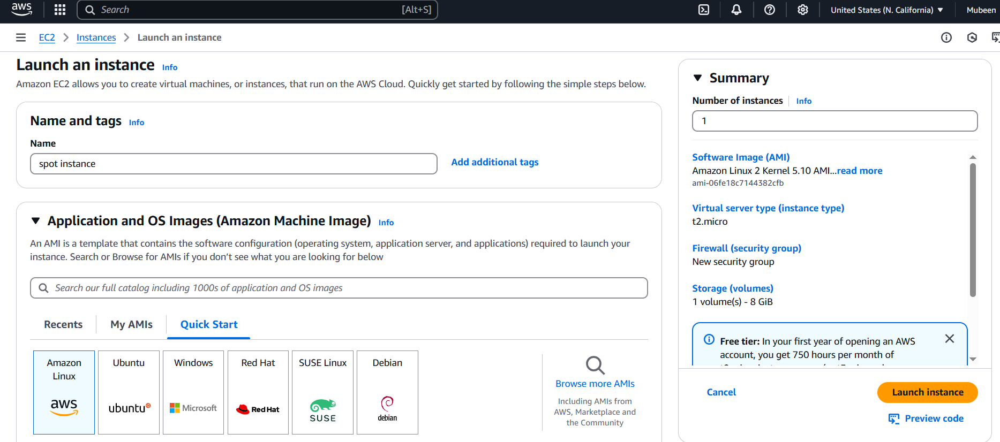 aws
Search [Alt+S]
United States (N. California) ▼
Mubeen
EC2 > Instances > Launch an instance
Launch an instance Info
Amazon EC2 allows you to create virtual machines, or instances, that run on the AWS Cloud. Quickly get started by following the simple steps below.
Name and tags Info
Name
spot instance
Add additional tags
Application and OS Images (Amazon Machine Image) Info
An AMI is a template that contains the software configuration (operating system, application server, and applications) required to launch your
instance. Search or Browse for AMIs if you don’t see what you are looking for below
Search our full catalog including 1000s of application and OS images
Recents
My AMIs
Quick Start
Amazon
Linux
aws
Ubuntu
ubuntu
Windows
Microsoft
Red Hat
Red Hat
SUSE Linux
SUSE
Debian
debian
Browse more AMIs
Including AMIs from
AWS, Marketplace and
the Community
Summary
Number of instances Info
1
Software Image (AMI)
Amazon Linux 2 Kernel 5.10 AMI...read more
ami-06fe18c7144382cfb
Virtual server type (instance type)
t2.micro
Firewall (security group)
New security group
Storage (volumes)
1 volume(s) - 8 GiB
Free tier: In your first year of opening an AWS
account, you get 750 hours per month of
Cancel
Launch instance
Preview code